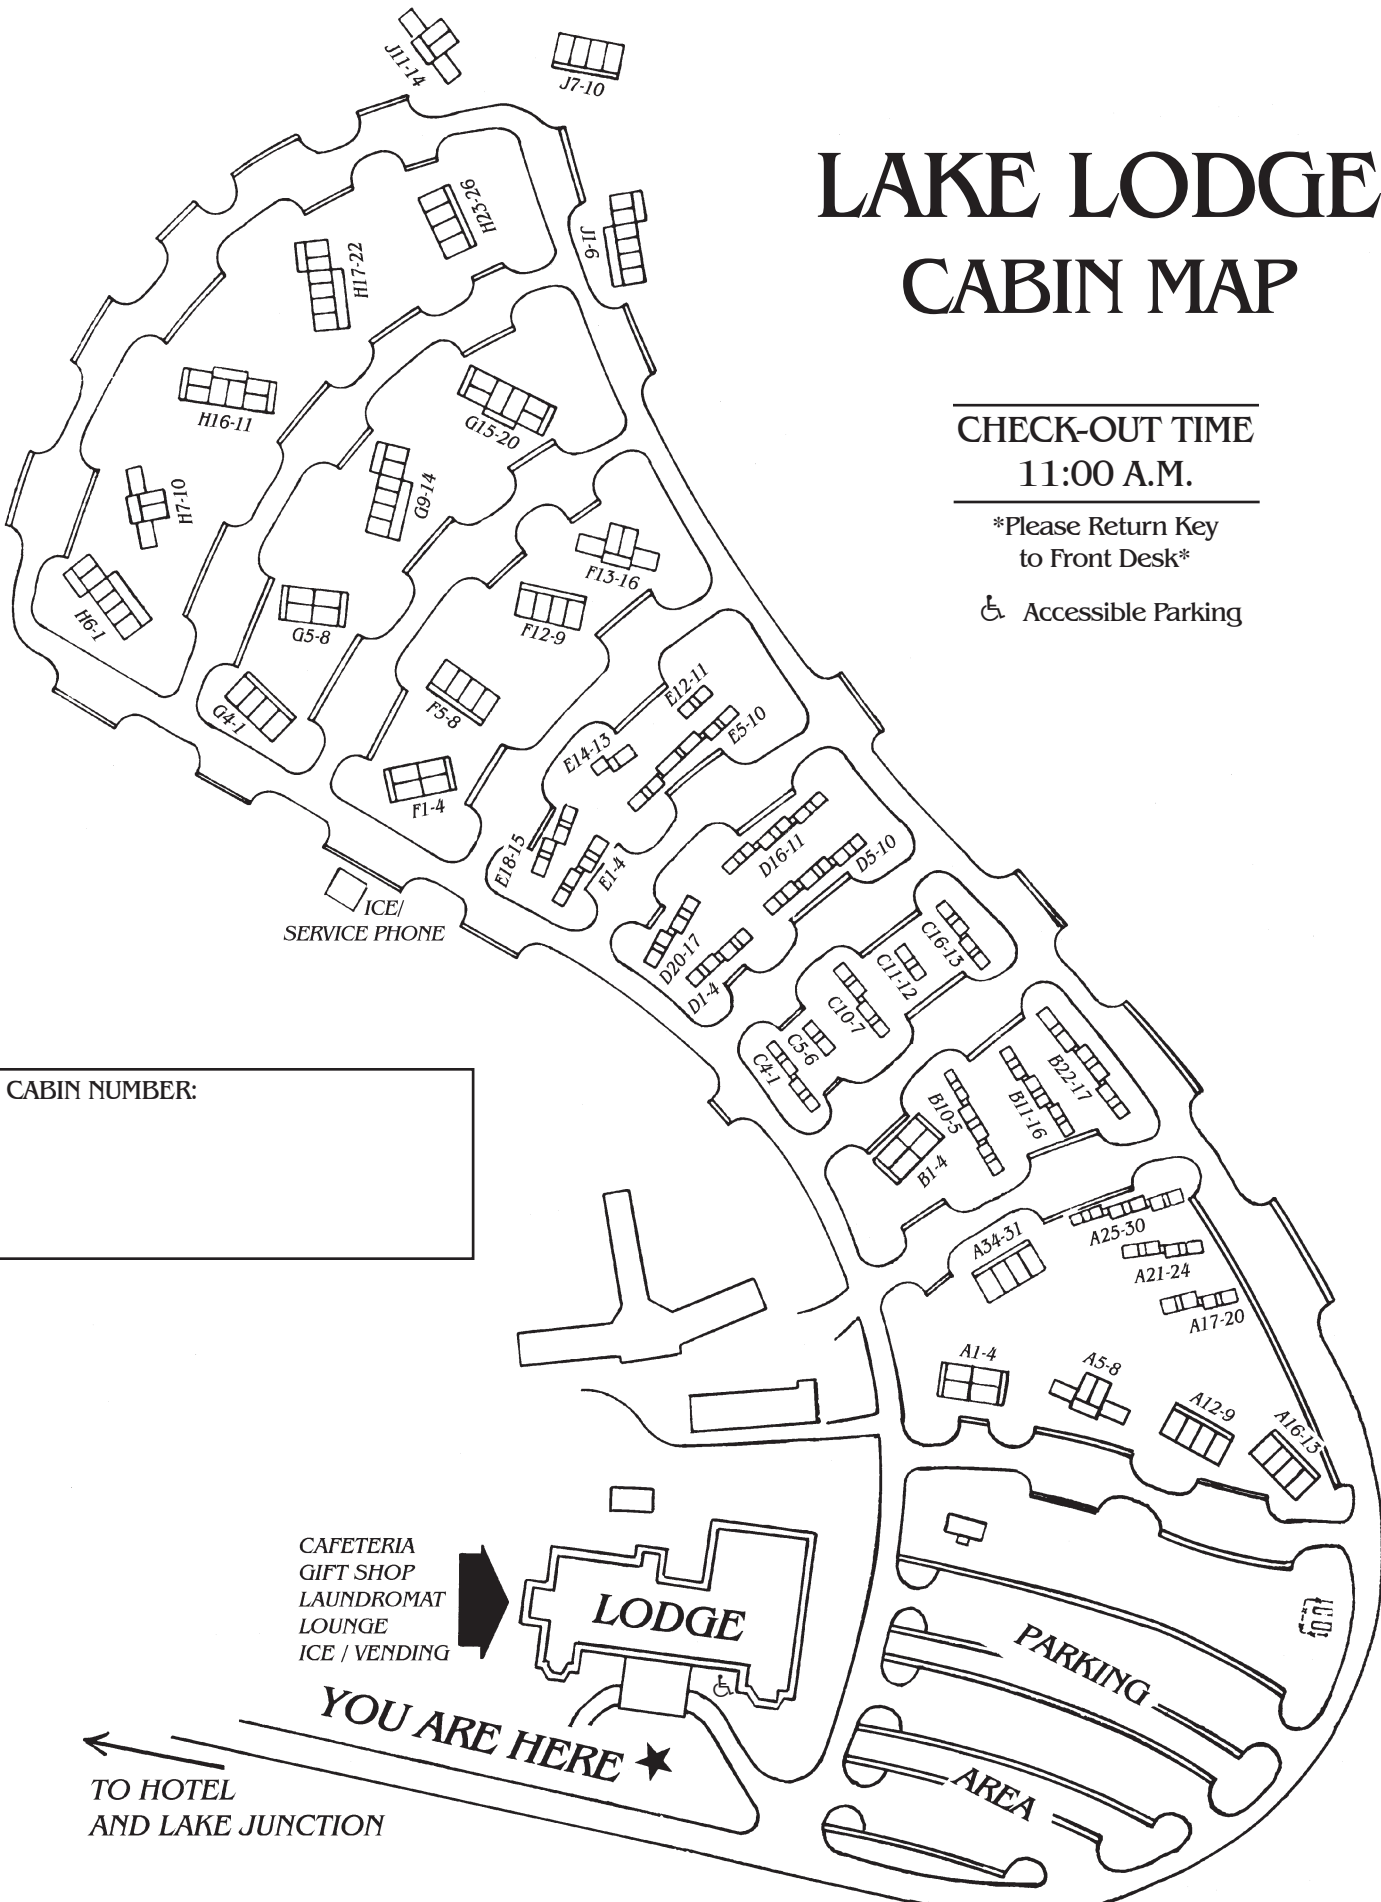 J11-14
J7-10
LAKE LODGE
CABIN MAP
H23-26
J1-6
H17-22
H16-11
G15-20
CHECK-OUT TIME
11:00 A.M.
*Please Return Key
to Front Desk*
Accessible Parking
H7-10
G9-14
F13-16
H6-1
G5-8
F12-9
G4-1
F5-8
E12-11
E5-10
E14-13
F1-4
E18-15
E1-4
D16-11
D5-10
ICE/
SERVICE PHONE
D20-17
D1-4
C16-13
C11-12
C10-7
C5-6
C4-1
B22-17
B11-16
B10-5
B1-4
CABIN NUMBER:
A34-31
A25-30
A21-24
A17-20
A1-4
A5-8
A12-9
A16-13
CAFETERIA
GIFT SHOP
LAUNDROMAT
LOUNGE
ICE / VENDING
LODGE
PARKING
AREA
YOU ARE HERE
TO HOTEL
AND LAKE JUNCTION